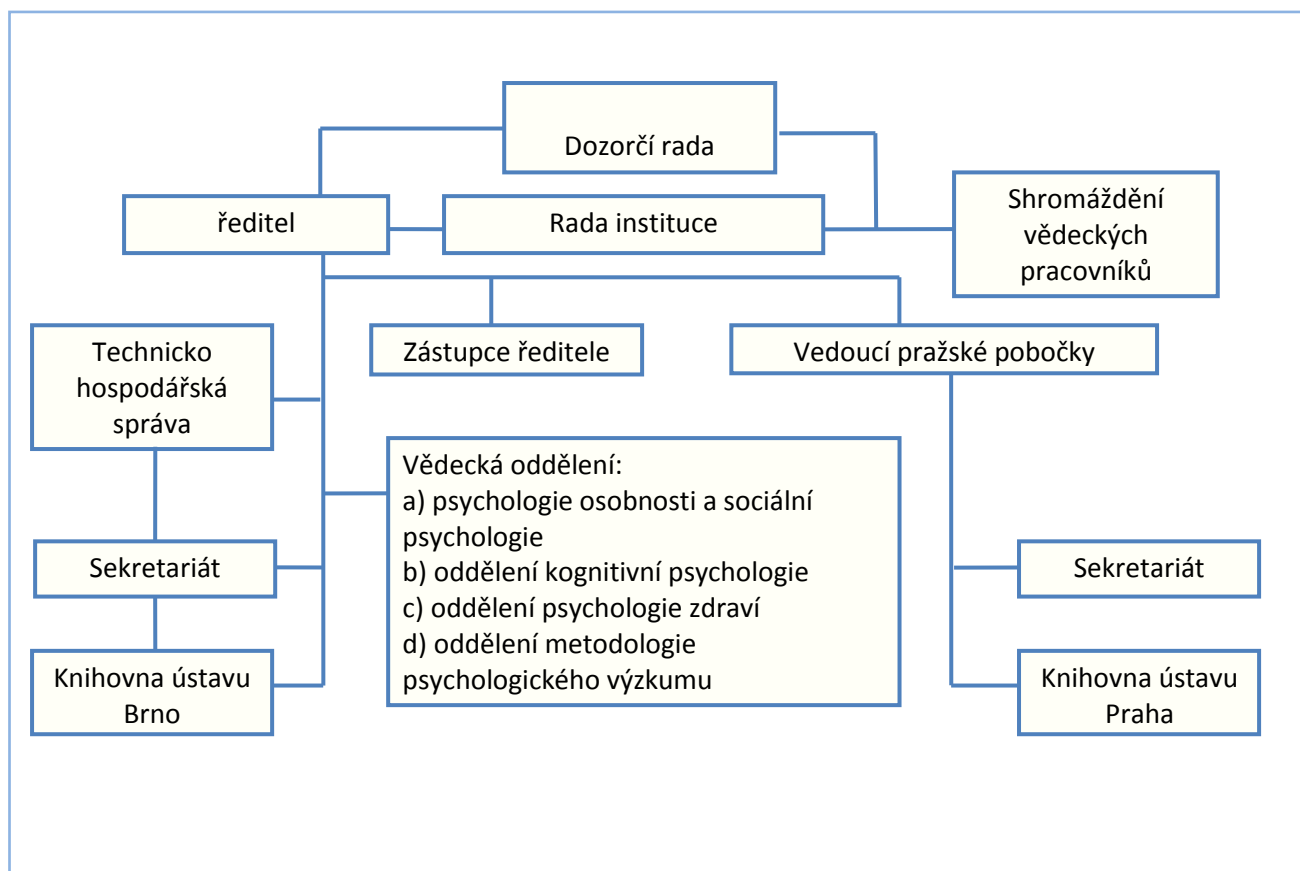 Dozorčí rada
ředitel
Rada instituce
Shromáždění
vědeckých
pracovníků
Technicko
hospodářská
správa
Zástupce ředitele
Vedoucí pražské pobočky
Vědecká oddělení:
a) psychologie osobnosti a sociální
psychologie
b) oddělení kognitivní psychologie
c) oddělení psychologie zdraví
d) oddělení metodologie
psychologického výzkumu
Sekretariát
Sekretariát
Knihovna ústavu
Brno
Knihovna ústavu
Praha